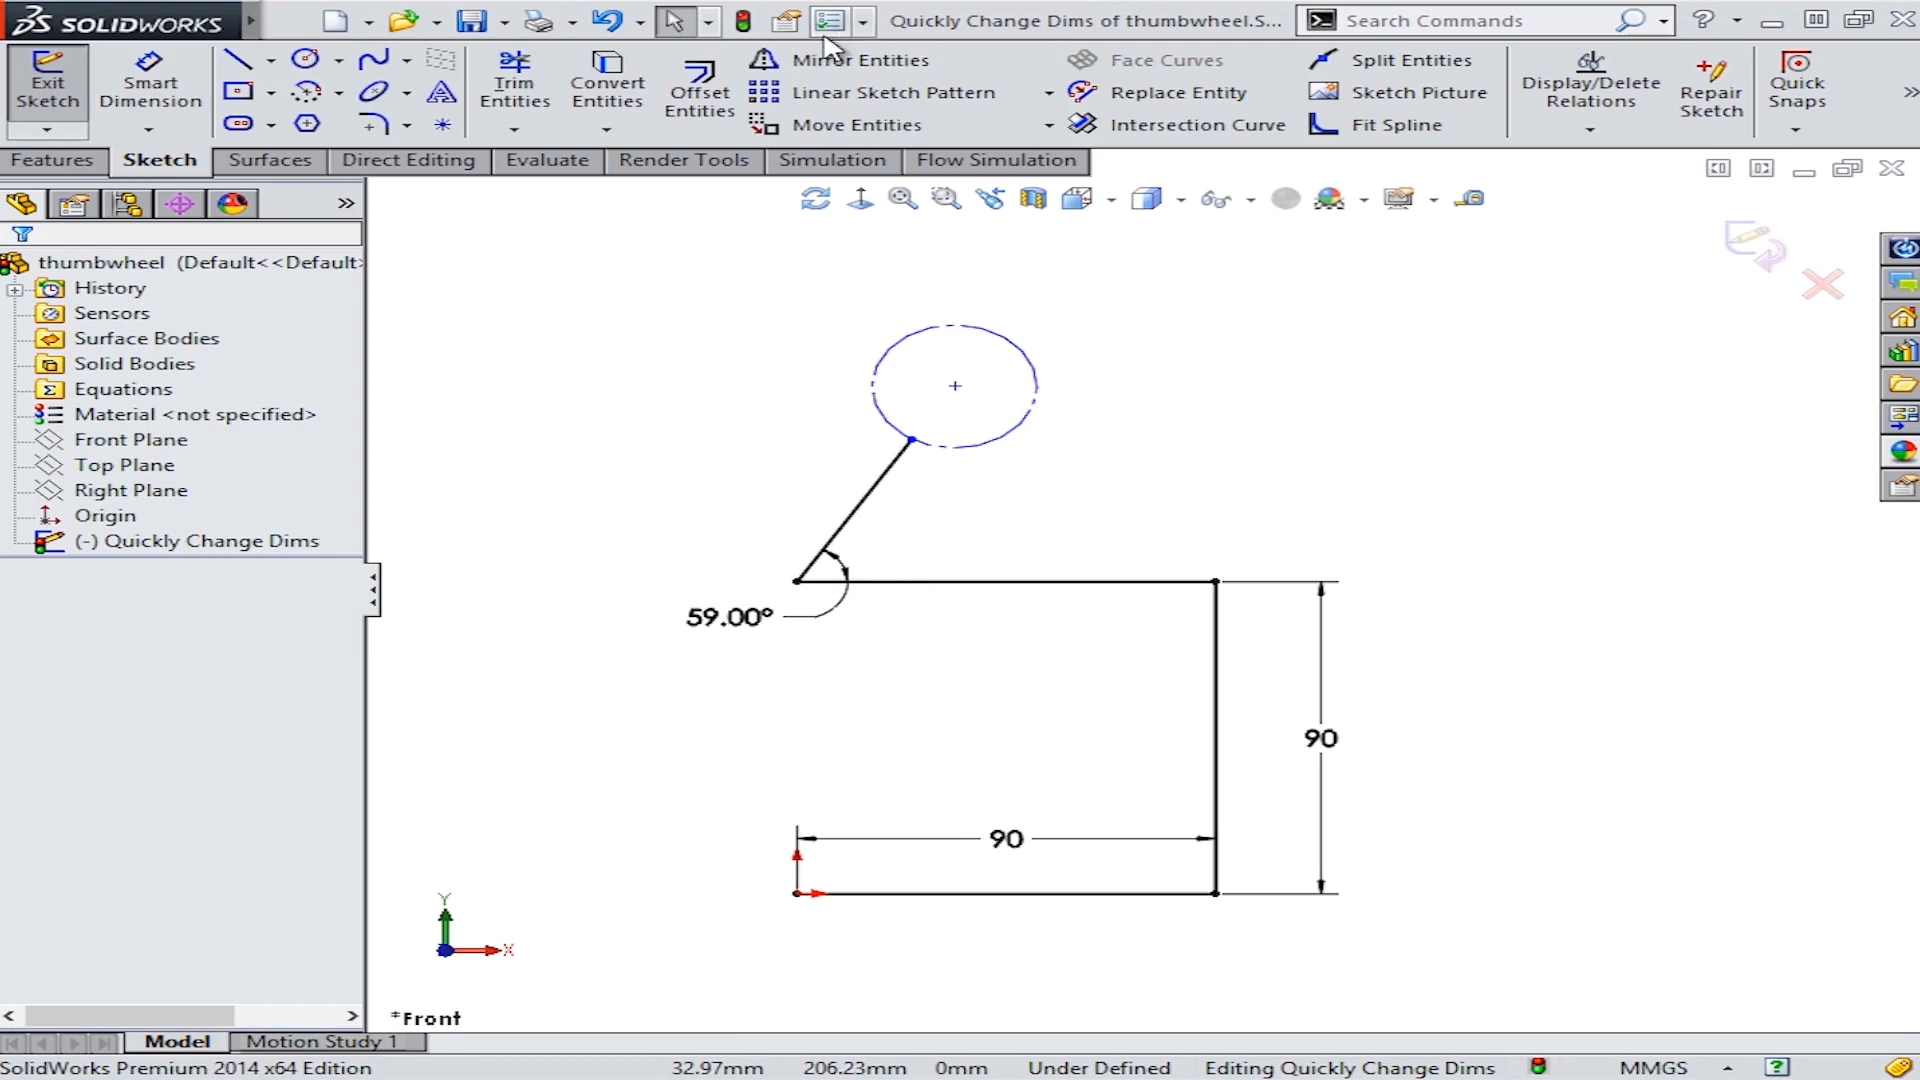 SOLIDWORKS
Quickly Change Dims of thumbwheel.S...
Search Commands
Exit Sketch
Smart Dimension
Trim Entities
Convert Entities
Offset Entities
Mirror Entities
Linear Sketch Pattern
Move Entities
Face Curves
Replace Entity
Intersection Curve
Split Entities
Sketch Picture
Fit Spline
Display/Delete Relations
Repair Sketch
Quick Snaps
Features
Sketch
Surfaces
Direct Editing
Evaluate
Render Tools
Simulation
Flow Simulation
thumbwheel (Default<<Default>
History
Sensors
Surface Bodies
Solid Bodies
Equations
Material <not specified>
Front Plane
Top Plane
Right Plane
Origin
(-) Quickly Change Dims
59.00°
90
90
Y
X
*Front
Model
Motion Study 1
SolidWorks Premium 2014 x64 Edition
32.97mm
206.23mm
0mm
Under Defined
Editing Quickly Change Dims
MMGS